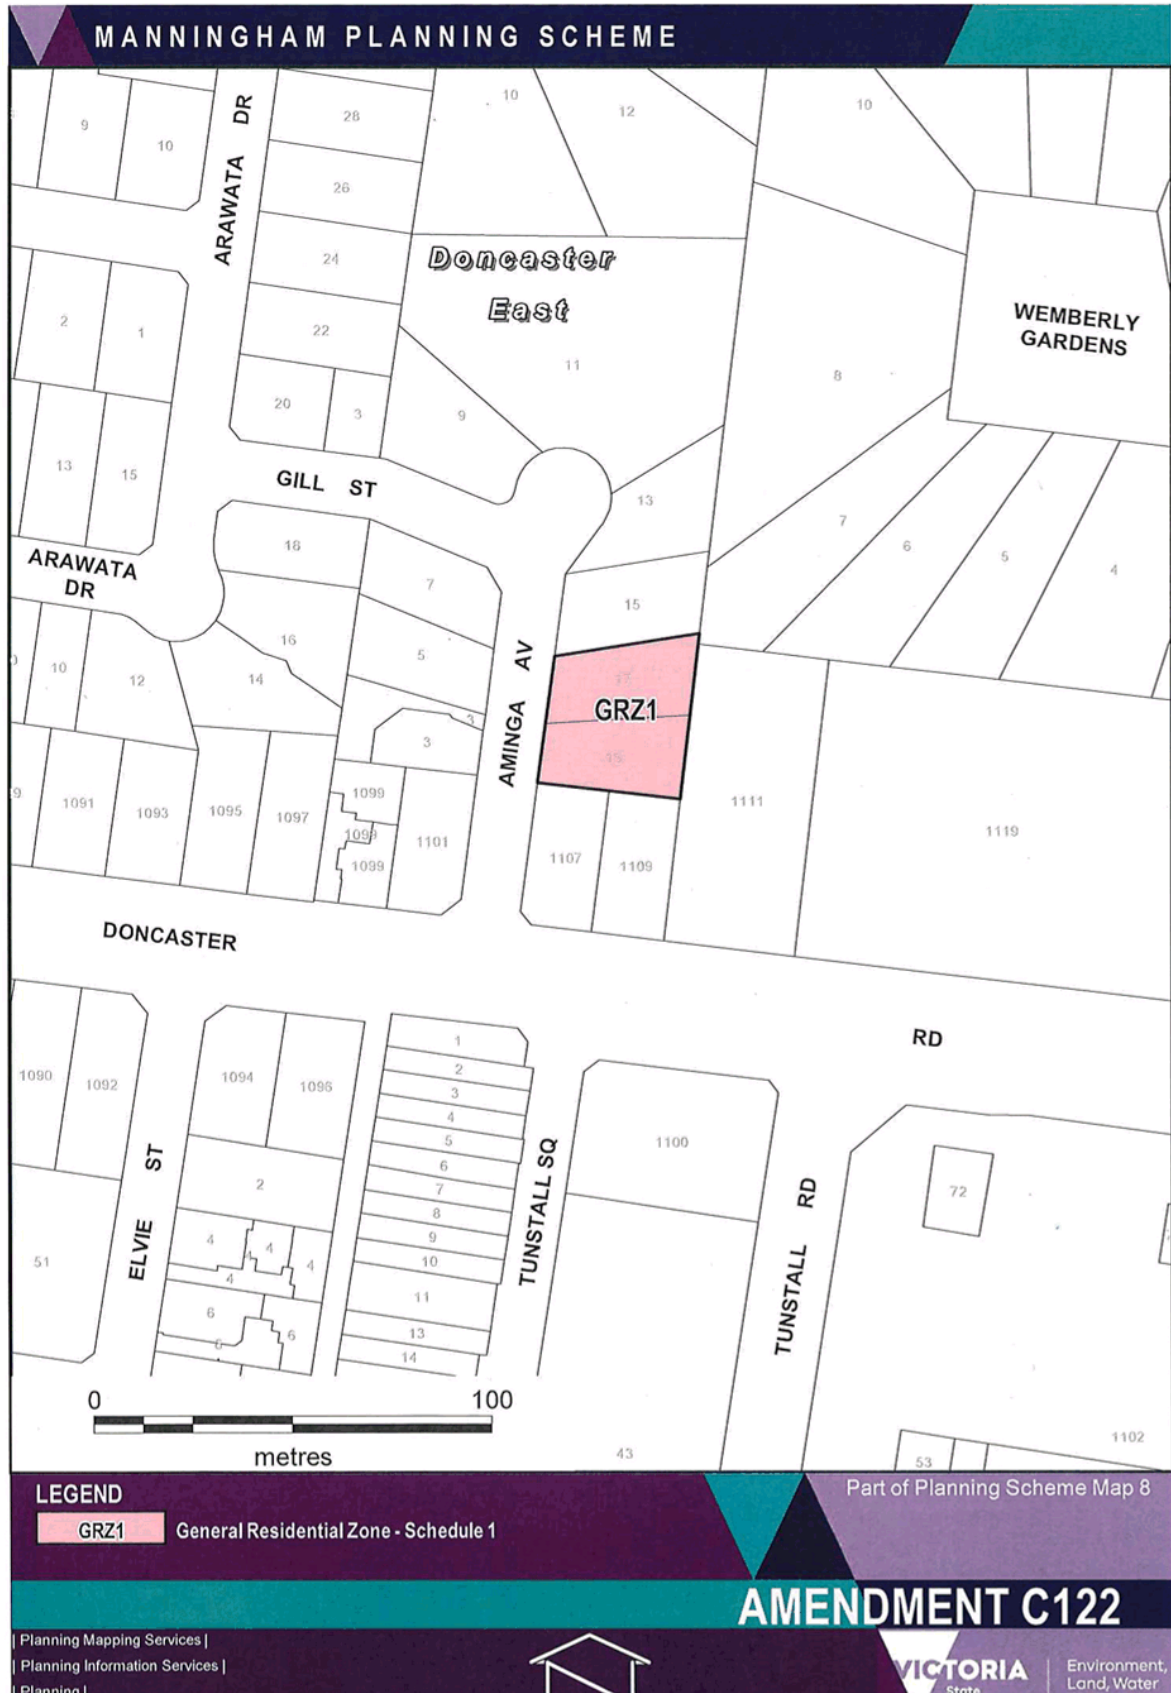 MANNINGHAM PLANNING SCHEME
9
10
ARAWATA DR
28
26
24
22
20
3
10
12
10
Doncaster
East
11
9
8
WEMBERLY
GARDENS
2
1
13
15
GILL ST
13
7
6
5
4
ARAWATA
DR
18
7
15
16
5
10
12
14
3
3
AMINGA AV
17
GRZ1
1091
1093
1095
1097
1099
1099
1099
1101
1107
1109
1111
1119
DONCASTER
RD
1090
1092
1094
1096
1
2
3
4
5
6
7
8
9
10
11
13
14
ELVIE ST
2
4
4
4
4
4
6
6
51
TUNSTALL SQ
1100
TUNSTALL RD
72
43
53
1102
0 100
metres
LEGEND
GRZ1 General Residential Zone - Schedule 1
Part of Planning Scheme Map 8
AMENDMENT C122
| Planning Mapping Services |
| Planning Information Services |
| Planning |
VICTORIA
State
Environment,
Land, Water